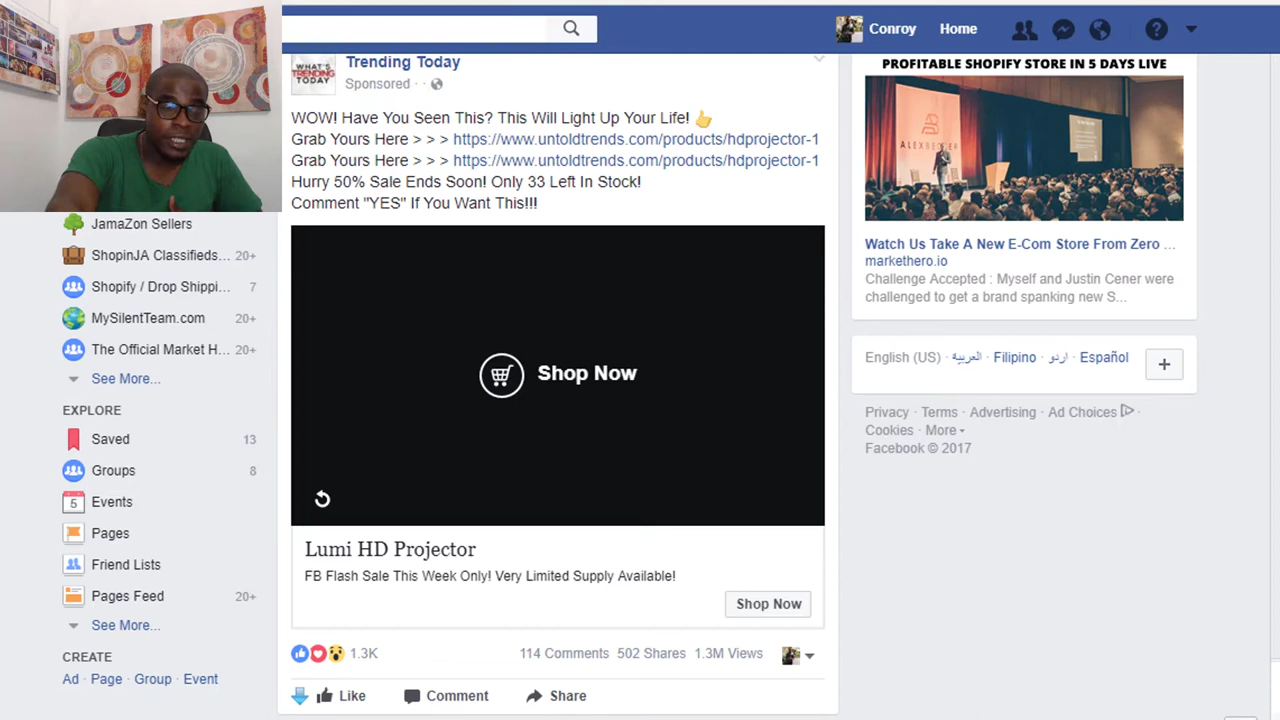 Conroy
Home
WHAT'S
TRENDING
TODAY
Trending Today
Sponsored ·
WOW! Have You Seen This? This Will Light Up Your Life! 👍
Grab Yours Here > > > https://www.untoldtrends.com/products/hdprojector-1
Grab Yours Here > > > https://www.untoldtrends.com/products/hdprojector-1
Hurry 50% Sale Ends Soon! Only 33 Left In Stock!
Comment "YES" If You Want This!!!
Shop Now
Lumi HD Projector
FB Flash Sale This Week Only! Very Limited Supply Available!
Shop Now
1.3K
114 Comments 502 Shares 1.3M Views
Like Comment Share
JamaZon Sellers
ShopinJA Classifieds... 20+
Shopify / Drop Shippi... 7
MySilentTeam.com 20+
The Official Market H... 20+
See More...
EXPLORE
Saved 13
Groups 8
5 Events
Pages
Friend Lists
Pages Feed 20+
See More...
CREATE
Ad · Page · Group · Event
PROFITABLE SHOPIFY STORE IN 5 DAYS LIVE
Watch Us Take A New E-Com Store From Zero ...
markethero.io
Challenge Accepted : Myself and Justin Cener were
challenged to get a brand spanking new S...
English (US) · العربية · Filipino · اردو · Español
Privacy · Terms · Advertising · Ad Choices ·
Cookies · More
Facebook © 2017